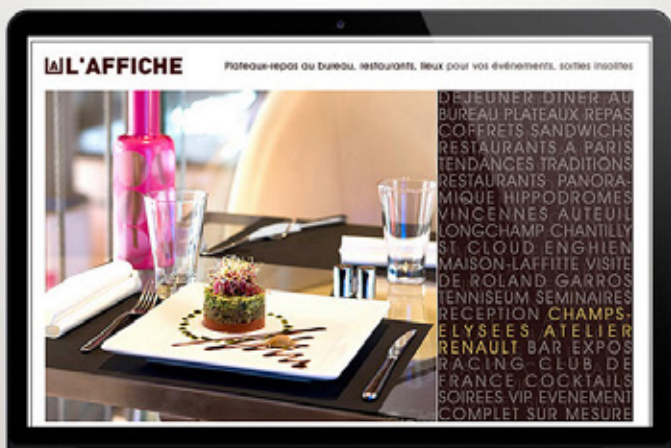 L'AFFICHE
Plateaux-repas au bureau, restaurants, lieux pour vos événements, sorties insolites
DEJEUNER DINER AU
BUREAU PLATEAUX REPAS
COFFRETS SANDWICHS
RESTAURANTS A PARIS
TENDANCES TRADITIONS
RESTAURANTS PANORA-
MIQUE HIPPODROMES
VINCENNES AUTEUIL
LONGCHAMP CHANTILLY
ST CLOUD ENGHIEN
MAISON-LAFFITTE VISITE
DE ROLAND GARROS
TENNISEUM SEMINAIRES
RECEPTION CHAMPS-
ELYSEES ATELIER
RENAULT BAR EXPOS
RACING CLUB DE
FRANCE COCKTAILS
SOIREES VIP EVENEMENT
COMPLET SUR MESURE